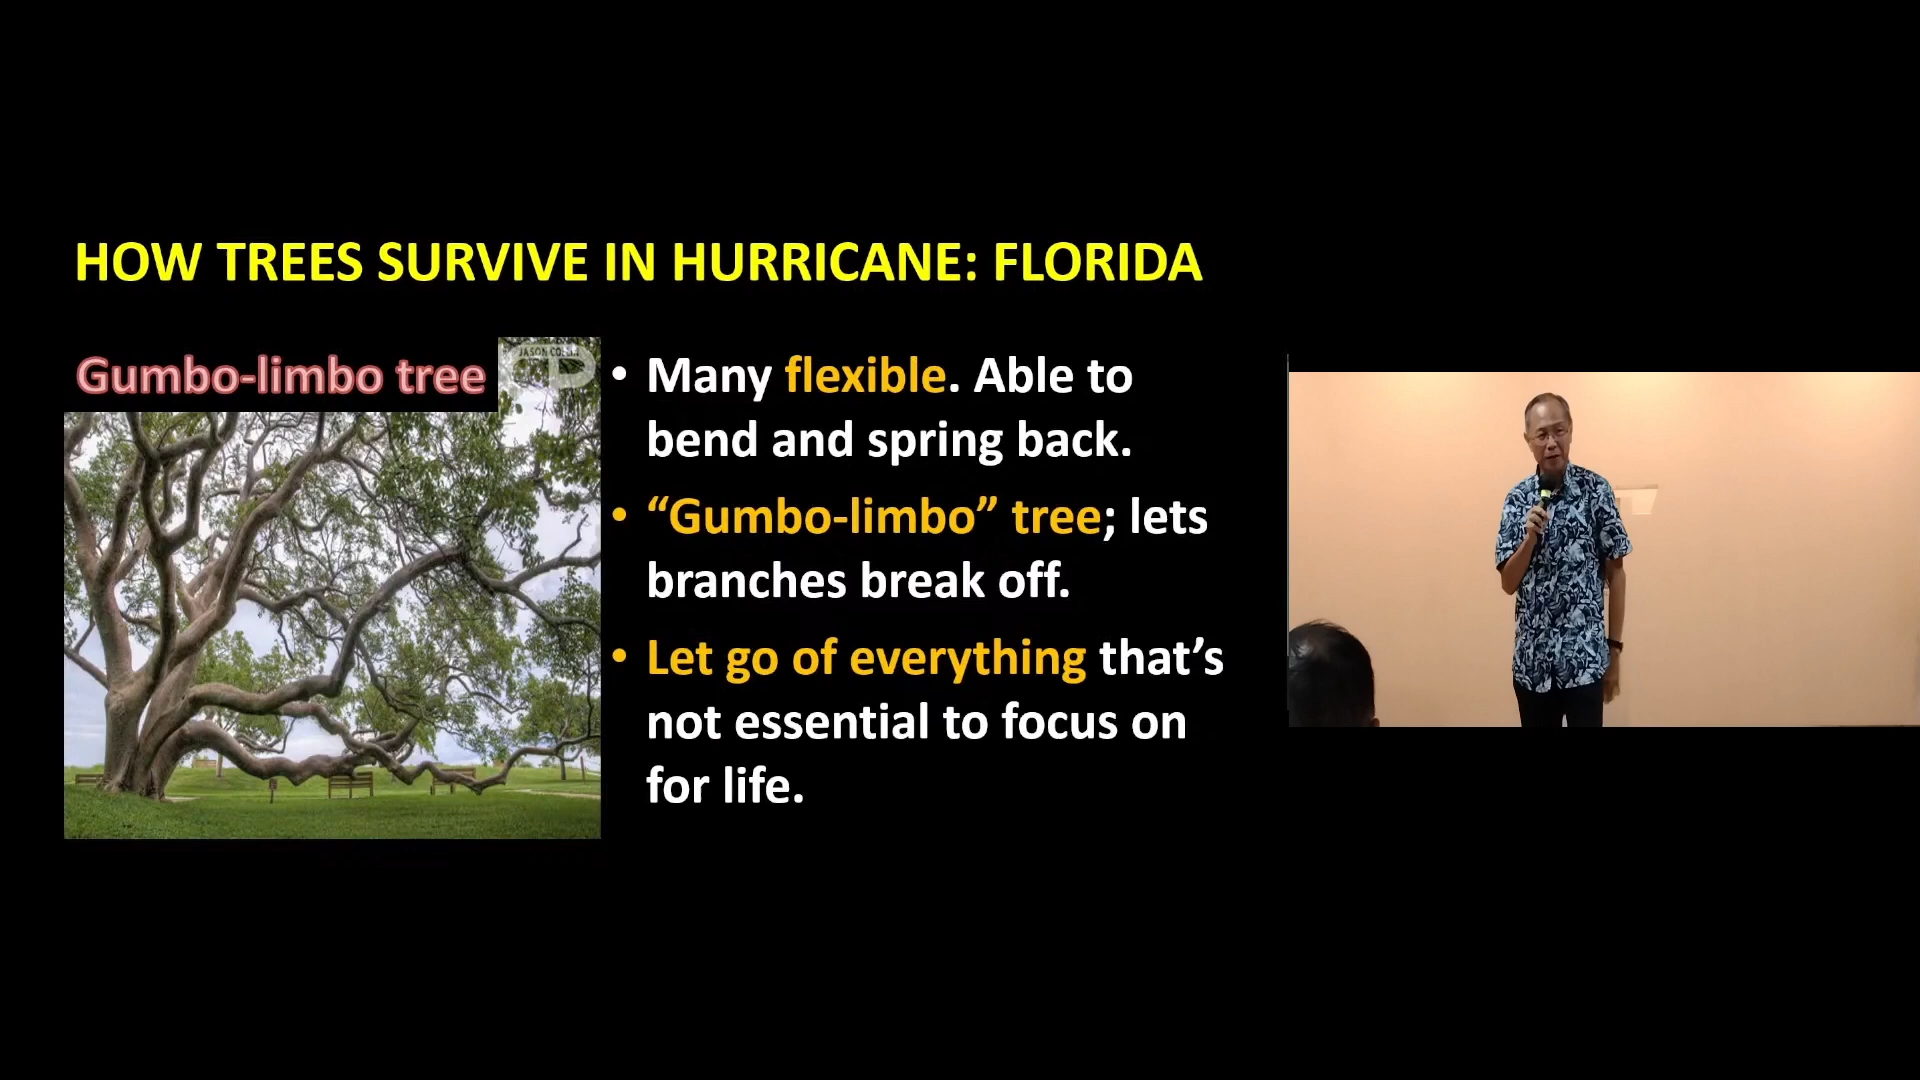 HOW TREES SURVIVE IN HURRICANE: FLORIDA
Gumbo-limbo tree
• Many flexible. Able to
bend and spring back.
• “Gumbo-limbo” tree; lets
branches break off.
• Let go of everything that’s
not essential to focus on
for life.